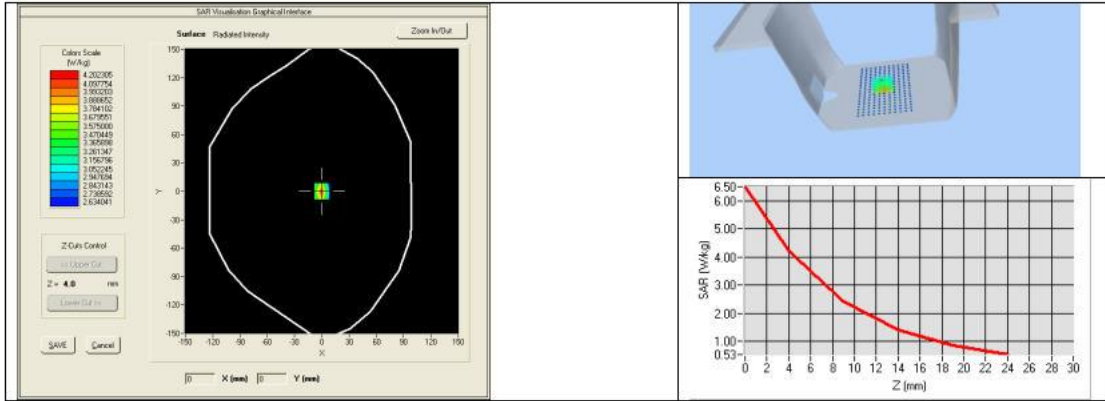 SAR Visualisation Graphical Interface
Surface Radiated Intensity
Zoom In/Out
Colors Scale
(W/kg)
4.202305
4.097754
3.993203
3.888652
3.784102
3.679551
3.575000
3.470449
3.365898
3.261347
3.156796
3.052245
2.947694
2.843143
2.738592
2.634041
Z-Cuts Control
<< Upper Cut
Z = 4.0 mm
Lower Cut >>
SAVE Cancel
150
120
90
60
30
0
-30
-60
-90
-120
-150
Y
-150 -120 -90 -60 -30 0 30 60 90 120 150
X
0 X (mm) 0 Y (mm)
6.50
6.00
5.00
4.00
3.00
2.00
1.00
0.53
SAR (W/kg)
0 2 4 6 8 10 12 14 16 18 20 22 24 26 28 30
Z (mm)